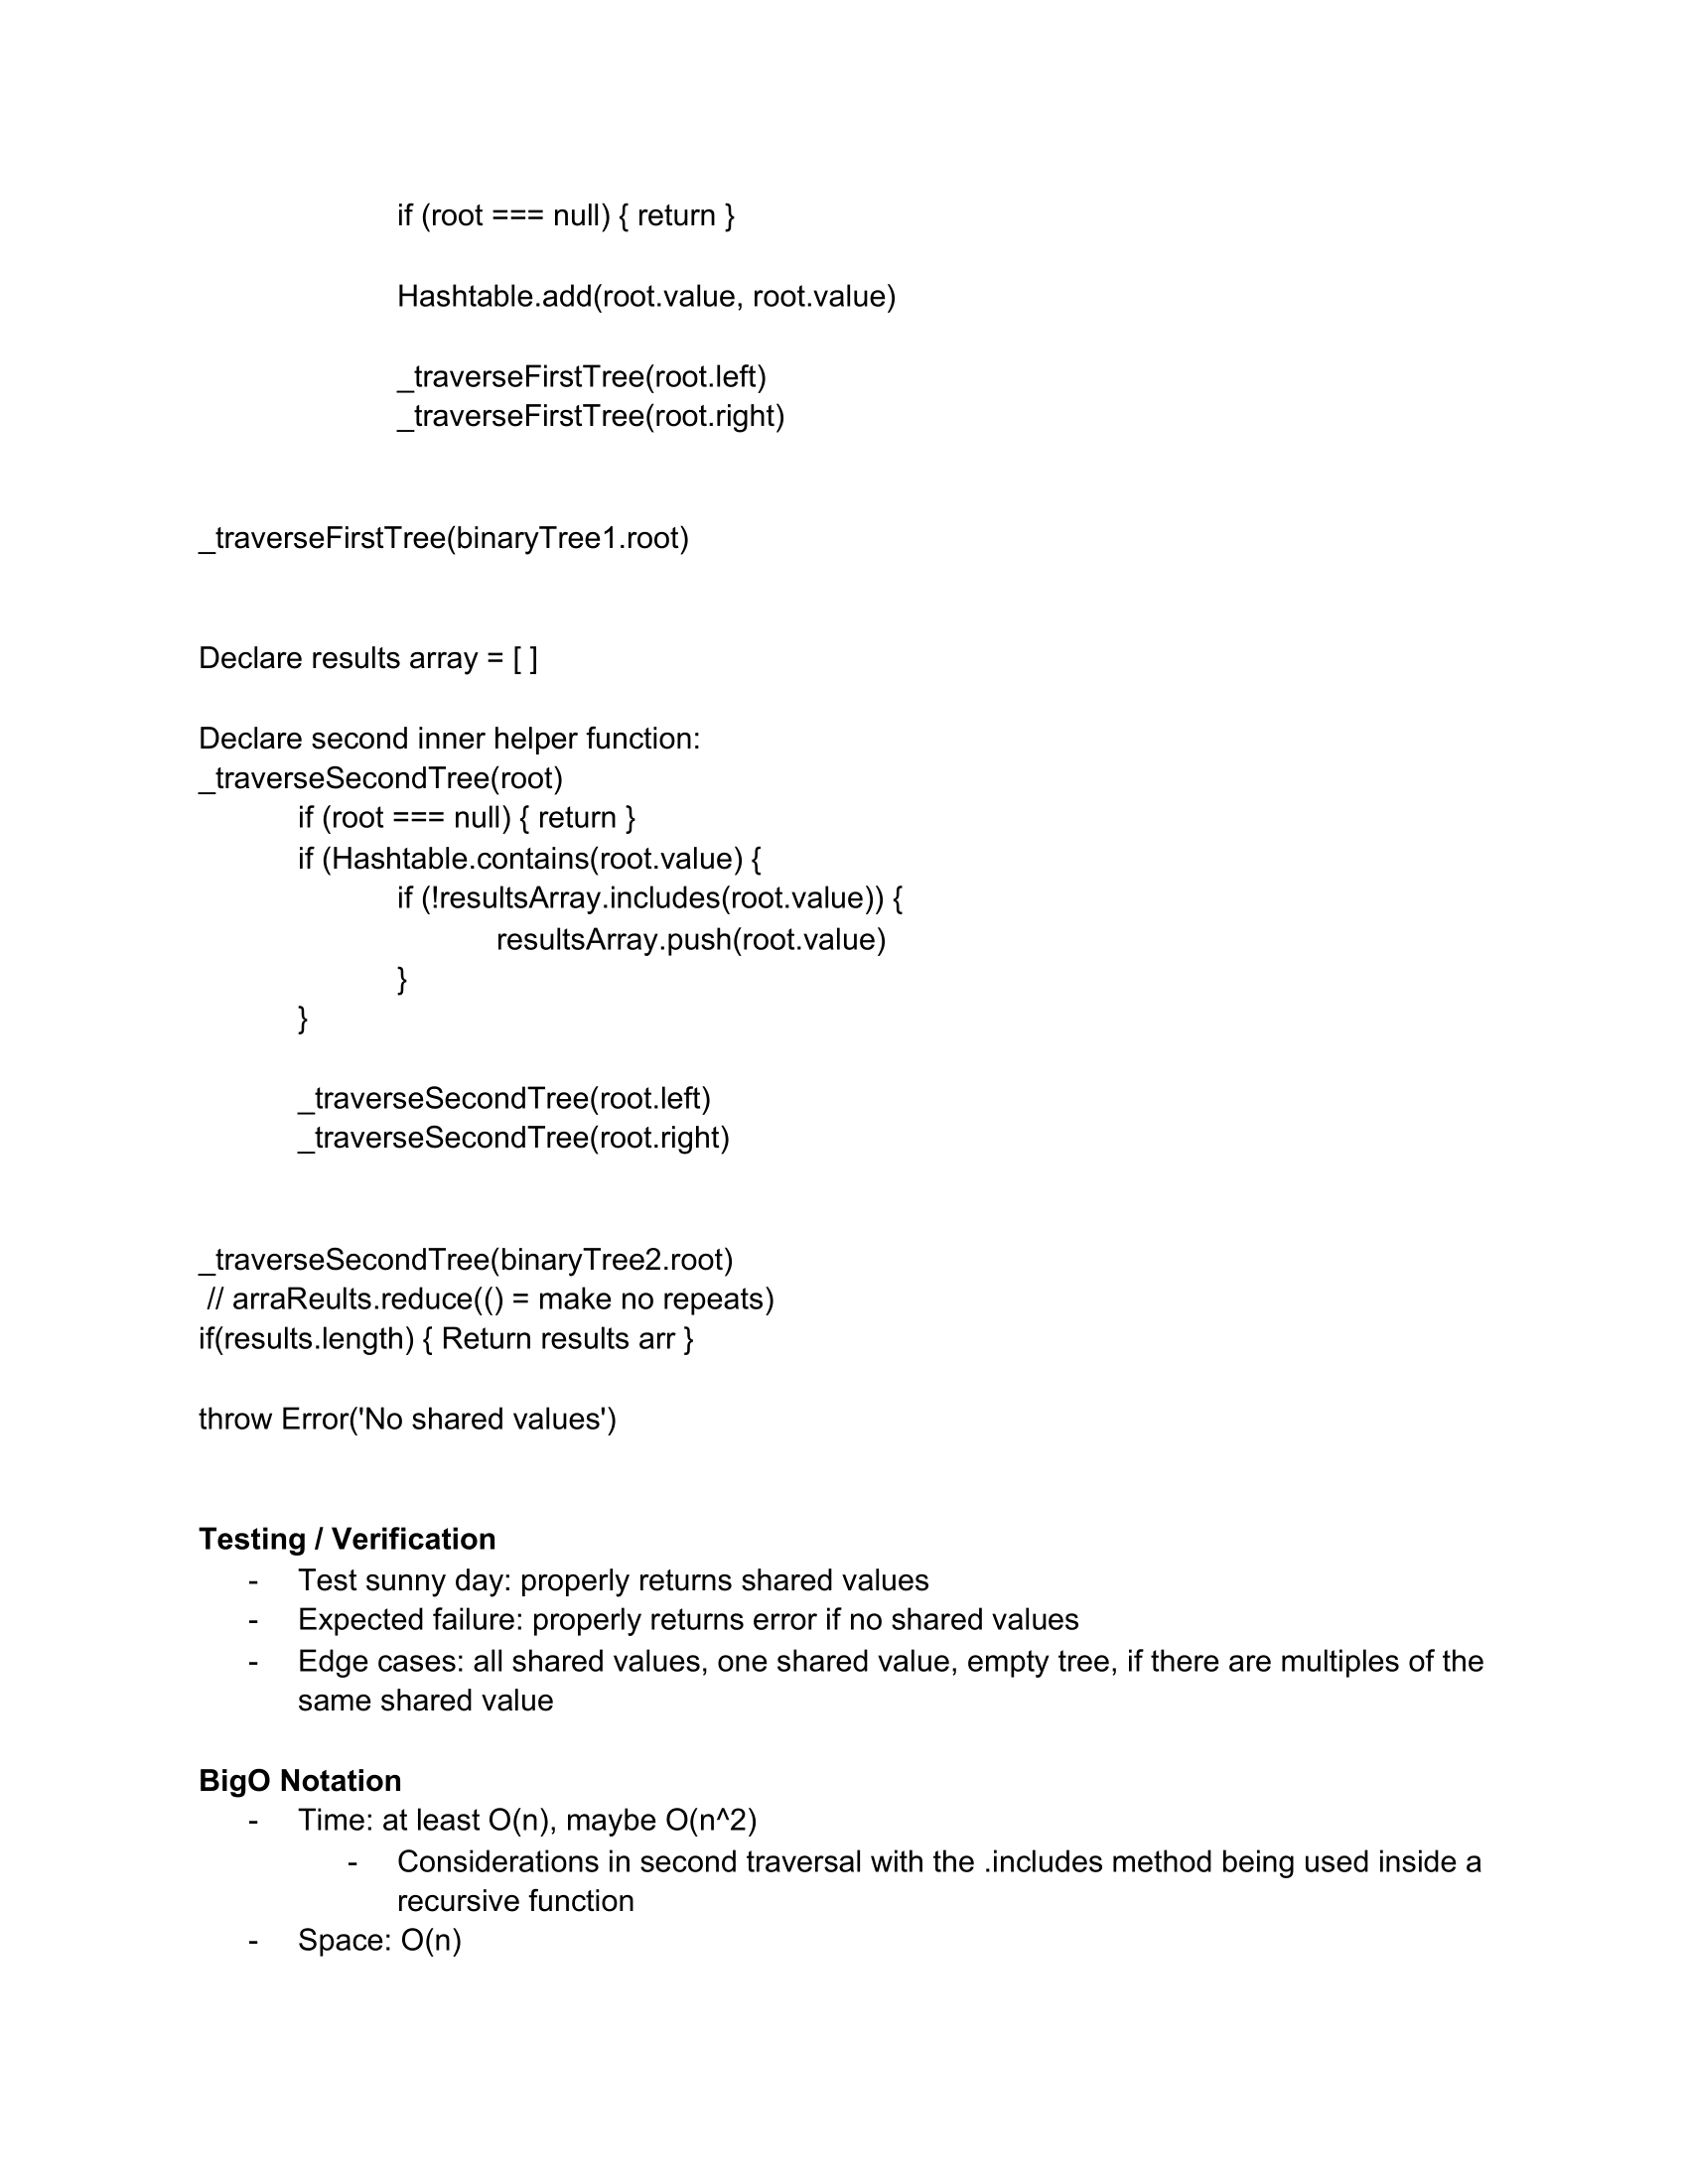 if (root === null) { return }
Hashtable.add(root.value, root.value)
_traverseFirstTree(root.left)
_traverseFirstTree(root.right)
_traverseFirstTree(binaryTree1.root)
Declare results array = [ ]
Declare second inner helper function:
_traverseSecondTree(root)
if (root === null) { return }
if (Hashtable.contains(root.value) {
if (!resultsArray.includes(root.value)) {
resultsArray.push(root.value)
}
}
_traverseSecondTree(root.left)
_traverseSecondTree(root.right)
_traverseSecondTree(binaryTree2.root)
// arraReults.reduce(() = make no repeats)
if(results.length) { Return results arr }
throw Error('No shared values')
Testing / Verification
- Test sunny day: properly returns shared values
- Expected failure: properly returns error if no shared values
- Edge cases: all shared values, one shared value, empty tree, if there are multiples of the
same shared value
BigO Notation
- Time: at least O(n), maybe O(n^2)
- Considerations in second traversal with the .includes method being used inside a
recursive function
- Space: O(n)